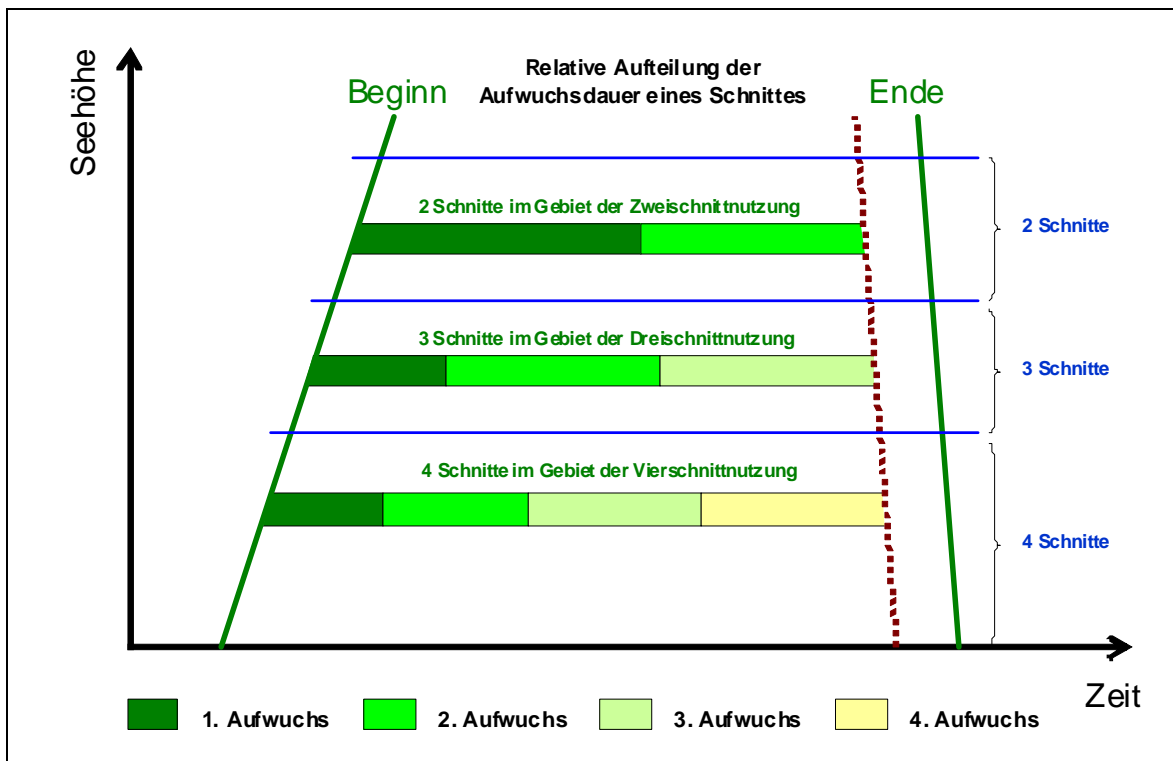 Seehöhe
Relative Aufteilung der
Aufwuchsdauer eines Schnittes
Beginn
Ende
2 Schnitte im Gebiet der Zweischnittnutzung
2 Schnitte
3 Schnitte im Gebiet der Dreischnittnutzung
3 Schnitte
4 Schnitte im Gebiet der Vierschnittnutzung
4 Schnitte
Zeit
1. Aufwuchs
2. Aufwuchs
3. Aufwuchs
4. Aufwuchs